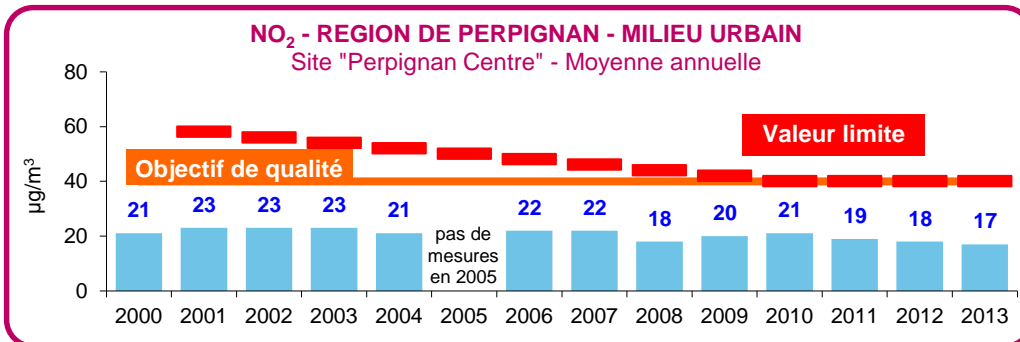 NO₂ - REGION DE PERPIGNAN - MILIEU URBAIN
Site "Perpignan Centre" - Moyenne annuelle
µg/m³
80
60
40
20
0
Valeur limite
Objectif de qualité
21 23 23 23 21 22 22 18 20 21 19 18 17
pas de
mesures
en 2005
2000 2001 2002 2003 2004 2005 2006 2007 2008 2009 2010 2011 2012 2013